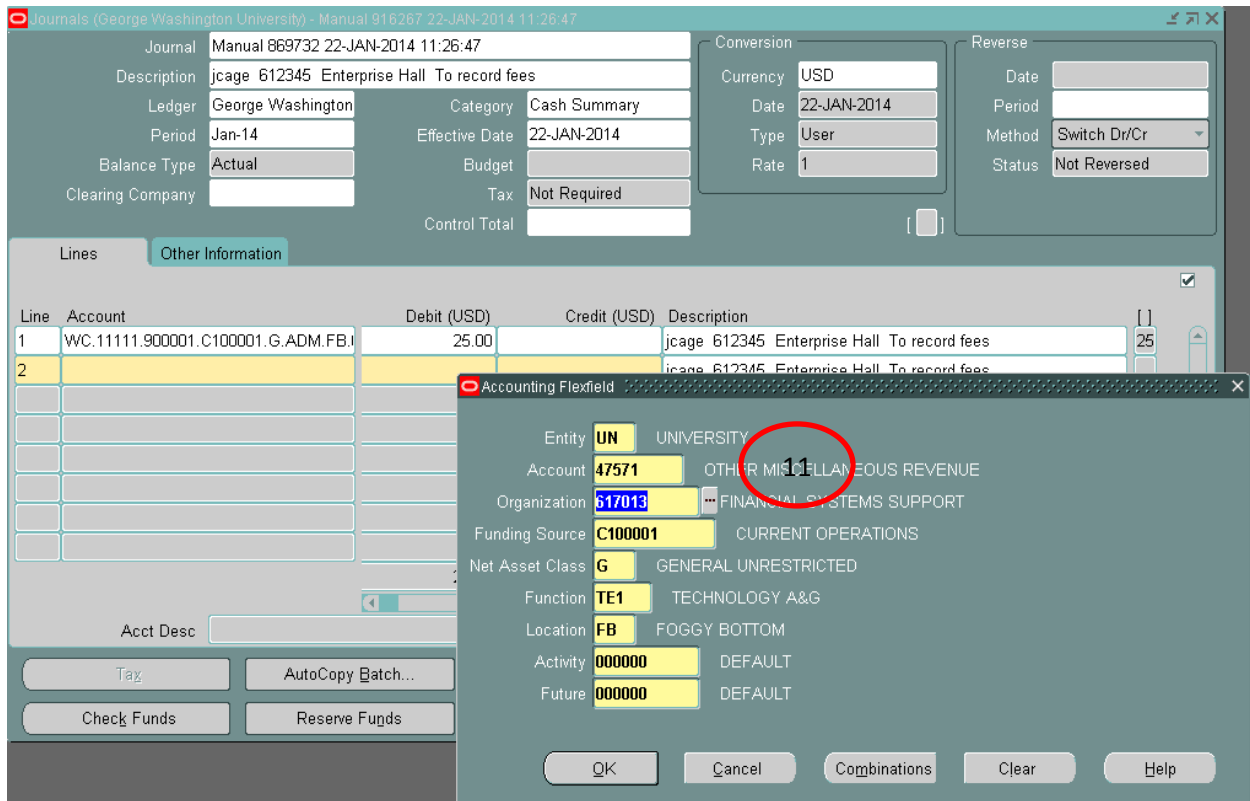 Journals (George Washington University) - Manual 916267 22-JAN-2014 11:26:47
Journal Manual 869732 22-JAN-2014 11:26:47
Description jcage 612345 Enterprise Hall To record fees
Ledger George Washington Category Cash Summary
Period Jan-14 Effective Date 22-JAN-2014
Balance Type Actual Budget
Clearing Company Tax Not Required
Control Total
Conversion
Currency USD
Date 22-JAN-2014
Type User
Rate 1
Reverse
Date
Period
Method Switch Dr/Cr
Status Not Reversed
[ ]
Lines Other Information
Line Account Debit (USD) Credit (USD) Description [ ]
1 WC.11111.900001.C100001.G.ADM.FB. 25.00 jcage 612345 Enterprise Hall To record fees 25
2 jcage 612345 Enterprise Hall To record fees
Acct Desc
Tax AutoCopy Batch...
Check Funds Reserve Funds
Accounting Flexfield
Entity UN UNIVERSITY
Account 47571 OTHER MISCELLANEOUS REVENUE
11
Organization 617013 ... FINANCIAL SYSTEMS SUPPORT
Funding Source C100001 CURRENT OPERATIONS
Net Asset Class G GENERAL UNRESTRICTED
Function TE1 TECHNOLOGY A&G
Location FB FOGGY BOTTOM
Activity 000000 DEFAULT
Future 000000 DEFAULT
OK Cancel Combinations Clear Help